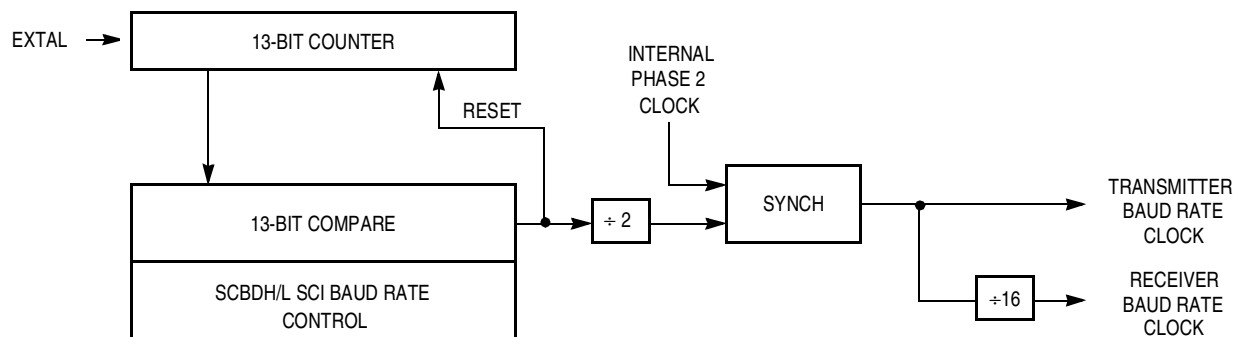 EXTAL
13-BIT COUNTER
INTERNAL
PHASE 2
CLOCK
RESET
13-BIT COMPARE
÷ 2
SYNCH
TRANSMITTER
BAUD RATE
CLOCK
SCBDH/L SCI BAUD RATE
CONTROL
÷16
RECEIVER
BAUD RATE
CLOCK